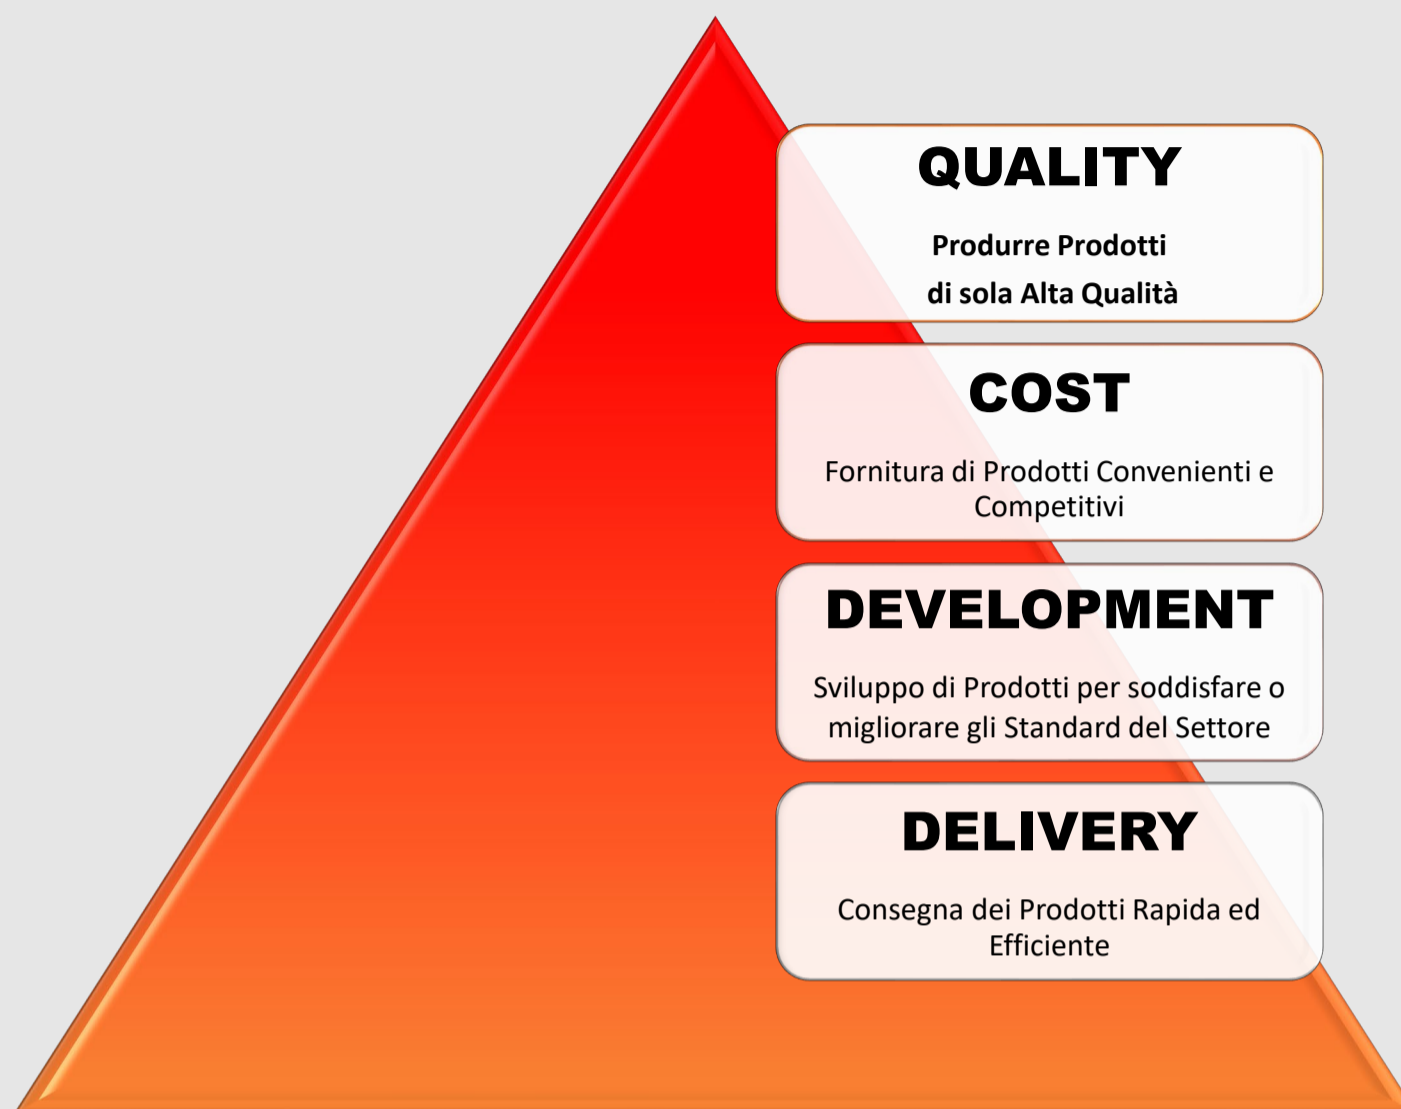 QUALITY
Produrre Prodotti
di sola Alta Qualità
COST
Fornitura di Prodotti Convenienti e
Competitivi
DEVELOPMENT
Sviluppo di Prodotti per soddisfare o
migliorare gli Standard del Settore
DELIVERY
Consegna dei Prodotti Rapida ed
Efficiente